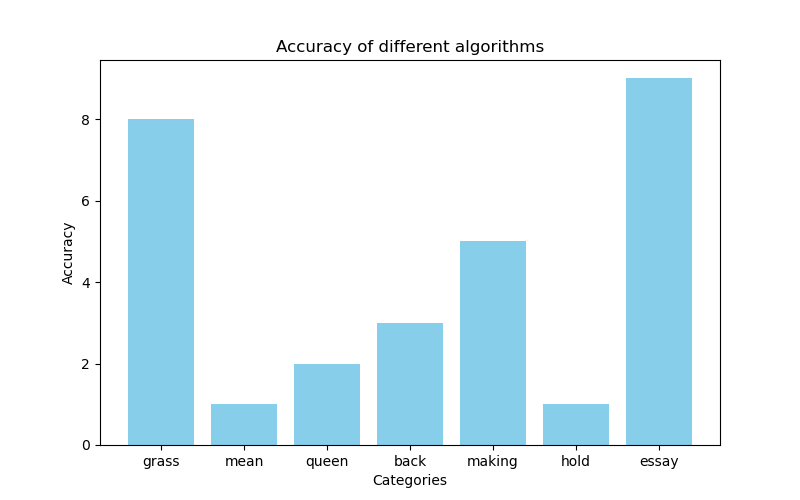 Accuracy of different algorithms
Accuracy
8
6
4
2
0
grass mean queen back making hold essay
Categories